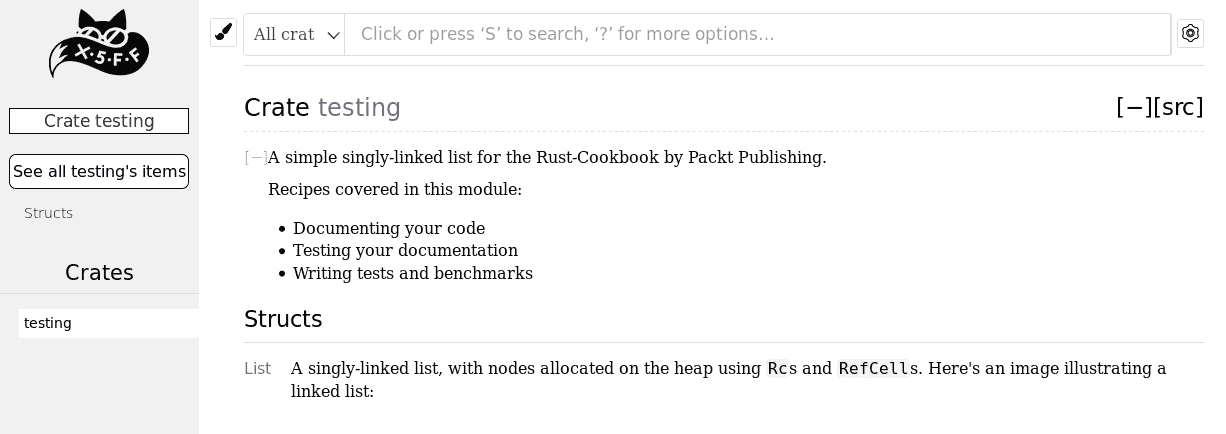 X·5·F·F
Crate testing
See all testing's items
Structs
Crates
testing
All crat
Click or press ‘S’ to search, ‘?’ for more options…
Crate testing
[−][src]
[−]A simple singly-linked list for the Rust-Cookbook by Packt Publishing.
Recipes covered in this module:
• Documenting your code
• Testing your documentation
• Writing tests and benchmarks
Structs
List A singly-linked list, with nodes allocated on the heap using Rcs and RefCells. Here's an image illustrating a
linked list: